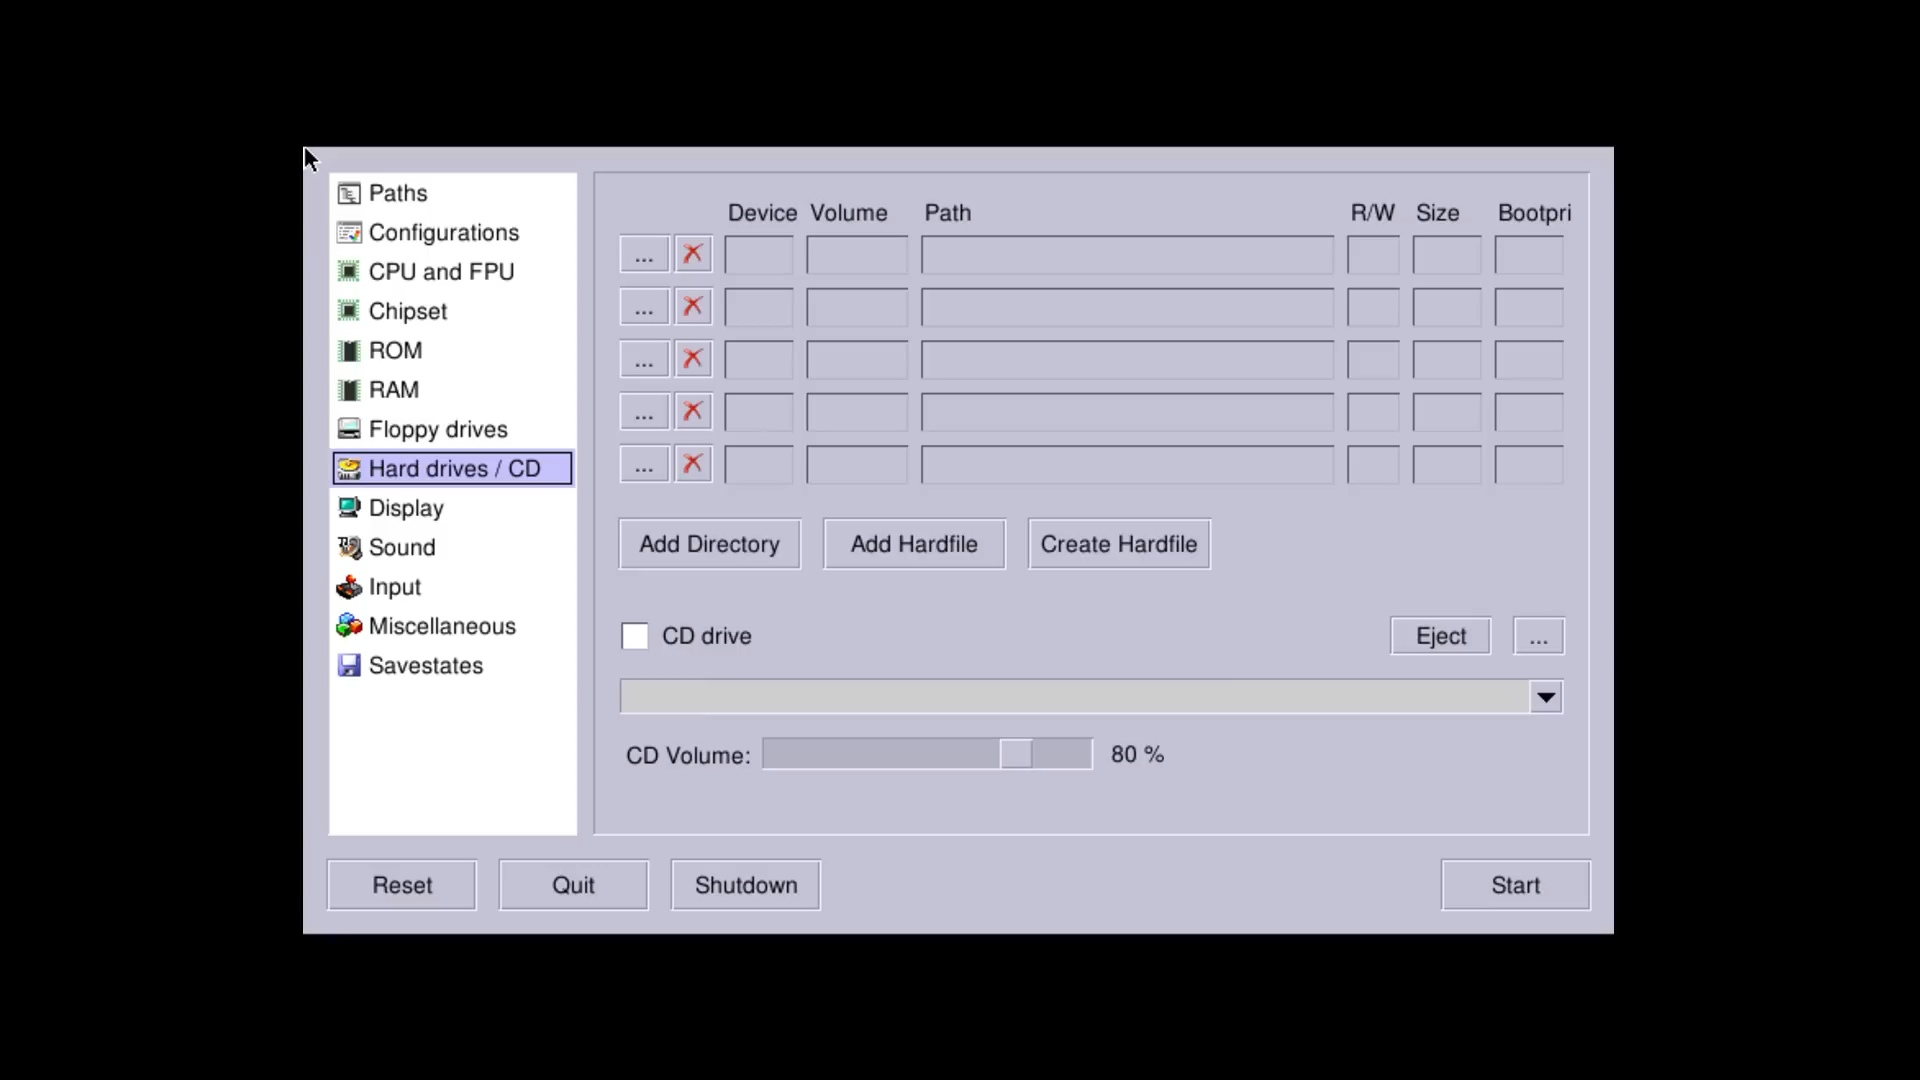 Paths
Configurations
CPU and FPU
Chipset
ROM
RAM
Floppy drives
Hard drives / CD
Display
Sound
Input
Miscellaneous
Savestates
Device Volume Path R/W Size Bootpri
...
...
...
...
...
Add Directory Add Hardfile Create Hardfile
CD drive Eject ...
CD Volume: 80 %
Reset Quit Shutdown Start